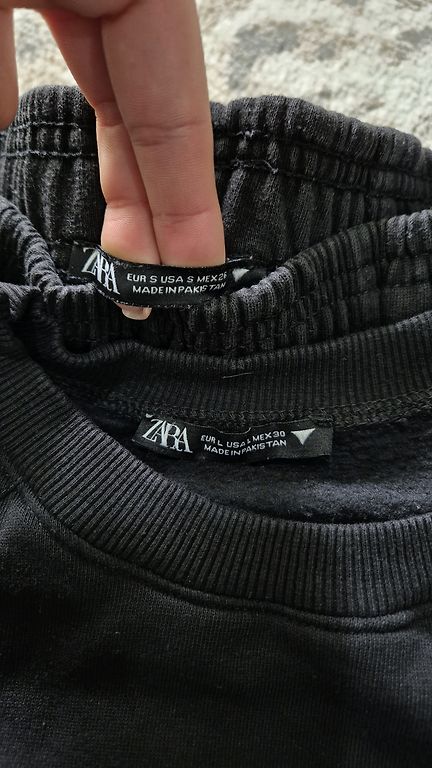 ZARA
EUR S USA S MEX 26
MADE IN PAKISTAN
ZARA
EUR L USA L MEX 30
MADE IN PAKISTAN